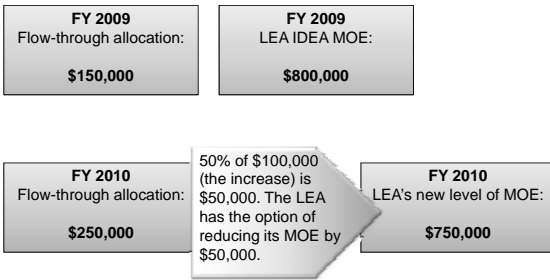 FY 2009
Flow-through allocation:
$150,000
FY 2009
LEA IDEA MOE:
$800,000
FY 2010
Flow-through allocation:
$250,000
50% of $100,000
(the increase) is
$50,000. The LEA
has the option of
reducing its MOE by
$50,000.
FY 2010
LEA's new level of MOE:
$750,000